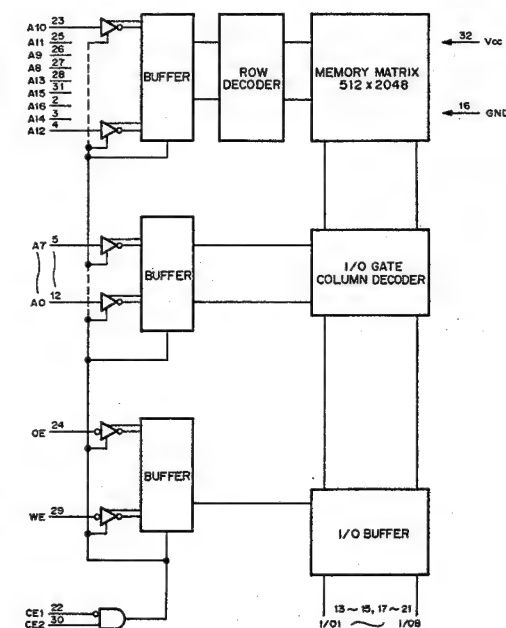 A10 23
A11 25
A9 26
A8 27
A13 28
A15 31
A16 2
A14 3
A12 4
BUFFER
ROW
DECODER
MEMORY MATRIX
512 x 2048
32 Vcc
16 GND
A7 5
A0 12
BUFFER
I/O GATE
COLUMN DECODER
OE 24
WE 29
BUFFER
I/O BUFFER
CE1 22
CE2 30
13 ~ 15, 17 ~ 21
I/O1 ~ I/O8